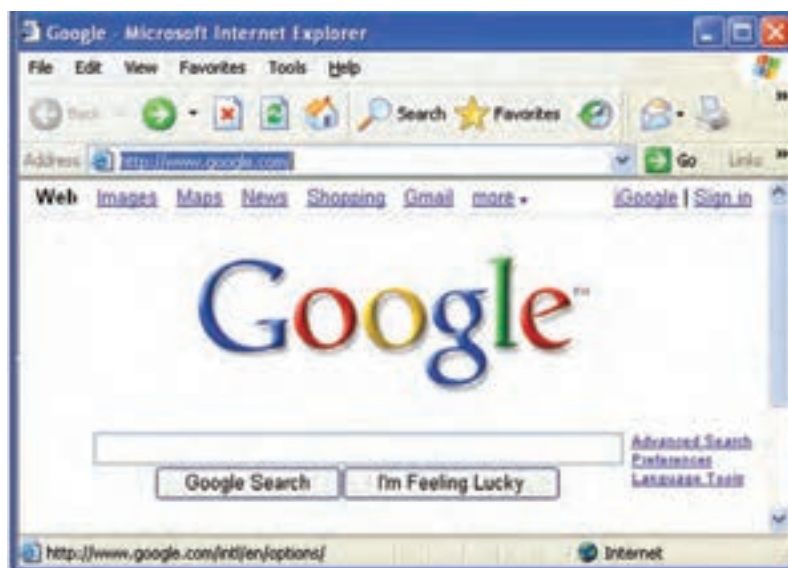 Google - Microsoft Internet Explorer
File Edit View Favorites Tools Help
Back Search Favorites »
Address http://www.google.com/ Go Links »
Web Images Maps News Shopping Gmail more iGoogle | Sign in
Google™
Advanced Search
Preferences
Language Tools
Google Search I'm Feeling Lucky
http://www.google.com/intl/en/options/ Internet